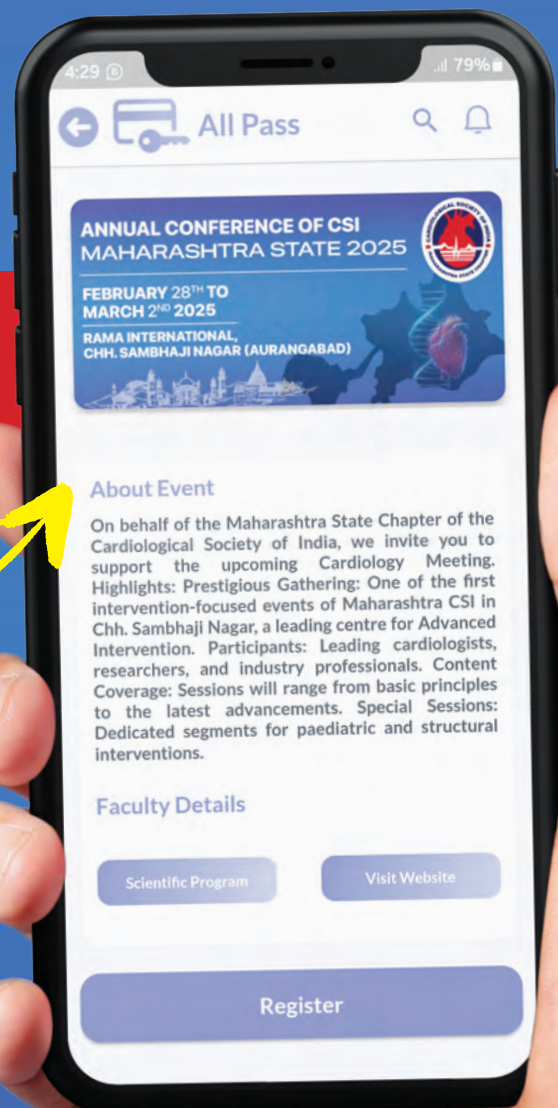 4:29
79%
All Pass
ANNUAL CONFERENCE OF CSI
MAHARASHTRA STATE 2025
FEBRUARY 28TH TO
MARCH 2ND 2025
RAMA INTERNATIONAL,
CHH. SAMBHAJI NAGAR (AURANGABAD)
About Event
On behalf of the Maharashtra State Chapter of the
Cardiological Society of India, we invite you to
support the upcoming Cardiology Meeting.
Highlights: Prestigious Gathering: One of the first
intervention-focused events of Maharashtra CSI in
Chh. Sambhaji Nagar, a leading centre for Advanced
Intervention. Participants: Leading cardiologists,
researchers, and industry professionals. Content
Coverage: Sessions will range from basic principles
to the latest advancements. Special Sessions:
Dedicated segments for paediatric and structural
interventions.
Faculty Details
Scientific Program
Visit Website
Register